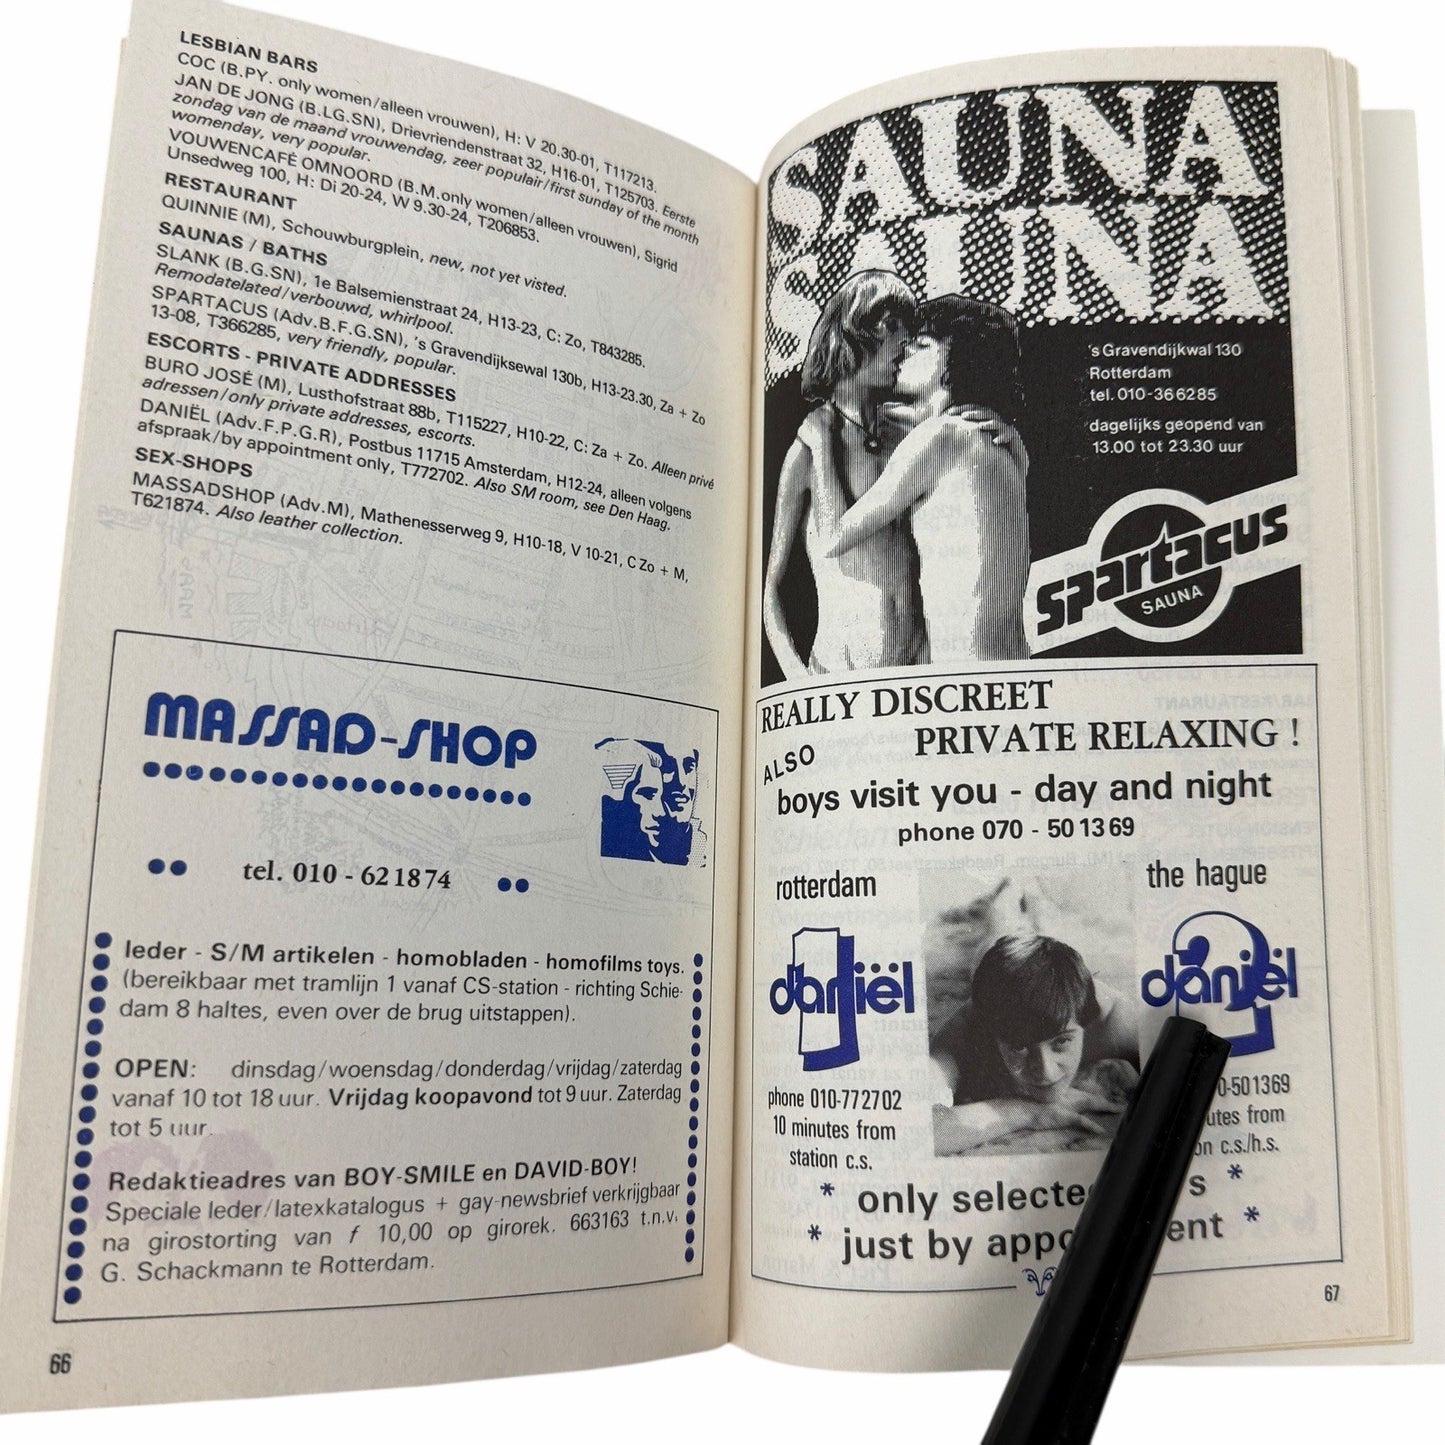 LESBIAN BARS
COC (B.PY. only women/alleen vrouwen), H: V 20.30-01, T117213.
JAN DE JONG (B.LG.SN), Drievriendenstraat 32, H16-01, T125703. Eerste
zondag van de maand vrouwendag, zeer populair/first sunday of the month
womenday, very popular.
VOUWENCAFÉ OMNOORD (B.M.only women/alleen vrouwen), Sigrid
Unsedweg 100, H: Di 20-24, W 9.30-24, T206853.
RESTAURANT
QUINNIE (M), Schouwburgplein, new, not yet visted.
SAUNAS / BATHS
SLANK (B.G.SN), 1e Balsemienstraat 24, H13-23, C: Zo, T843285.
Remodatelated/verbouwd, whirlpool.
SPARTACUS (Adv.B.F.G.SN), 's Gravendijksewal 130b, H13-23.30, Za + Zo
13-08, T366285, very friendly, popular.
ESCORTS - PRIVATE ADDRESSES
BURO JOSÉ (M), Lusthofstraat 88b, T115227, H10-22, C: Za + Zo. Alleen privé
adressen/only private addresses, escorts.
DANIËL (Adv.F.P.G.R), Postbus 11715 Amsterdam, H12-24, alleen volgens
afspraak/by appointment only, T772702. Also SM room, see Den Haag.
SEX-SHOPS
MASSADSHOP (Adv.M), Mathenesserweg 9, H10-18, V 10-21, C Zo + M,
T621874. Also leather collection.
MASSAD-SHOP
tel. 010 - 621874
leder - S/M artikelen - homobladen - homofilms toys.
(bereikbaar met tramlijn 1 vanaf CS-station - richting Schie-
dam 8 haltes, even over de brug uitstappen).
OPEN: dinsdag/woensdag/donderdag/vrijdag/zaterdag
vanaf 10 tot 18 uur. Vrijdag koopavond tot 9 uur. Zaterdag
tot 5 uur.
Redaktieadres van BOY-SMILE en DAVID-BOY!
Speciale leder/latexkatalogus + gay-newsbrief verkrijgbaar
na girostorting van f 10,00 op girorek. 663163 t.n.v.
G. Schackmann te Rotterdam.
66
SAUNA
SAUNA
's Gravendijkwal 130
Rotterdam
tel. 010-366285
dagelijks geopend van
13.00 tot 23.30 uur
spartacus
SAUNA
REALLY DISCREET
PRIVATE RELAXING !
ALSO
boys visit you - day and night
phone 070 - 501369
rotterdam
the hague
daniël
daniël
phone 010-772702
10 minutes from
station c.s.
0-501369
utes from
on c.s./h.s.
* only selecte s *
* just by appo ent *
67